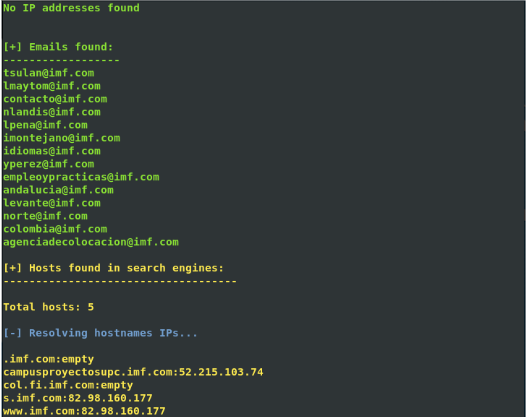 No IP addresses found
[+] Emails found:
------------------
tsulan@imf.com
lmaytom@imf.com
contacto@imf.com
nlandis@imf.com
lpena@imf.com
imontejano@imf.com
idiomas@imf.com
yperez@imf.com
empleoypracticas@imf.com
andalucia@imf.com
levante@imf.com
norte@imf.com
colombia@imf.com
agenciadecolocacion@imf.com
[+] Hosts found in search engines:
------------------------------------
Total hosts: 5
[-] Resolving hostnames IPs...
.imf.com:empty
campusproyectosupc.imf.com:52.215.103.74
col.fi.imf.com:empty
s.imf.com:82.98.160.177
www.imf.com:82.98.160.177